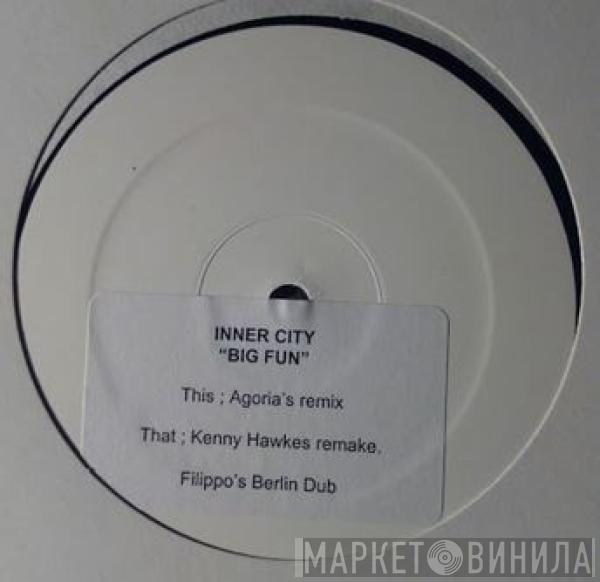 INNER CITY
“BIG FUN”
This ; Agoria's remix
That ; Kenny Hawkes remake.
Filippo's Berlin Dub
МАРКЕТ ВИНИЛА